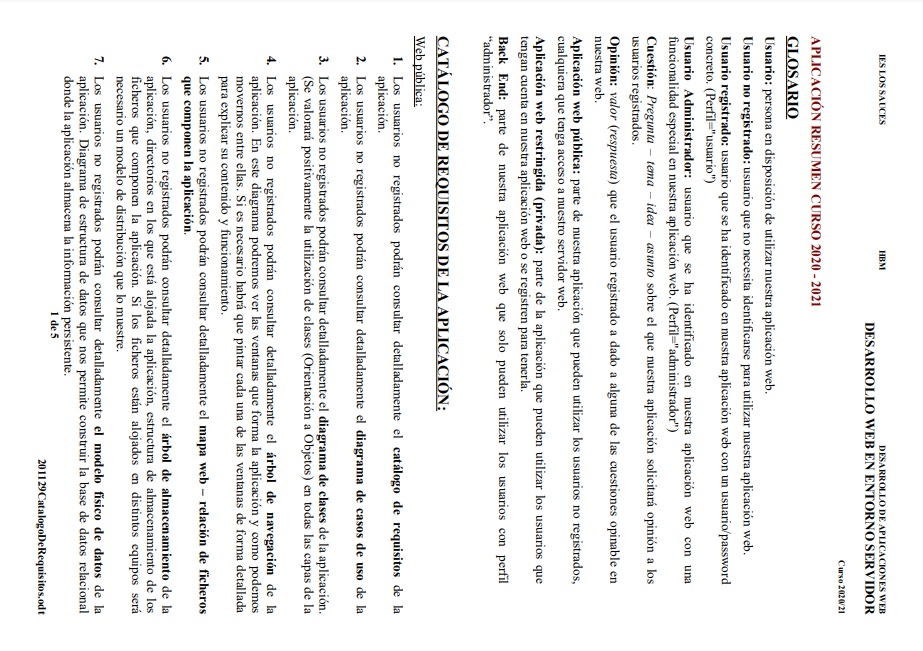 IES LOS SAUCES HBM DESARROLLO DE APLICACIONES WEB
DESARROLLO WEB EN ENTORNO SERVIDOR
Curso 2020/21
APLICACIÓN RESUMEN CURSO 2020 - 2021
GLOSARIO
Usuario: persona en disposición de utilizar nuestra aplicación web.
Usuario no registrado: usuario que no necesita identificarse para utilizar nuestra aplicación web.
Usuario registrado: usuario que se ha identificado en nuestra aplicación web con un usuario/password
concreto. (Perfil="usuario")
Usuario Administrador: usuario que se ha identificado en nuestra aplicación web con una
funcionalidad especial en nuestra aplicación web. (Perfil="administrador")
Cuestión: Pregunta – tema – idea – asunto sobre el que nuestra aplicación solicitará opinión a los
usuarios registrados.
Opinión: valor (respuesta) que el usuario registrado a dado a alguna de las cuestiones opinable en
nuestra web.
Aplicación web pública: parte de nuestra aplicación que pueden utilizar los usuarios no registrados,
cualquiera que tenga acceso a nuestro servidor web.
Aplicación web restringida (privada): parte de la aplicación que pueden utilizar los usuarios que
tengan cuenta en nuestra aplicación web o se registren para tenerla.
Back End: parte de nuestra aplicación web que solo pueden utilizar los usuarios con perfil
“administrador”.
CATÁLOGO DE REQUISITOS DE LA APLICACIÓN:
Web pública:
1. Los usuarios no registrados podrán consultar detalladamente el catálogo de requisitos de la
aplicación.
2. Los usuarios no registrados podrán consultar detalladamente el diagrama de casos de uso de la
aplicación.
3. Los usuarios no registrados podrán consultar detalladamente el diagrama de clases de la aplicación.
(Se valorará positivamente la utilización de clases (Orientación a Objetos) en todas las capas de la
aplicación.
4. Los usuarios no registrados podrán consultar detalladamente el árbol de navegación de la
aplicación. En este diagrama podremos ver las ventanas que forma la aplicación y como podemos
movernos entre ellas. Si es necesario habrá que pintar cada una de las ventanas de forma detallada
para explicar su contenido y funcionamiento.
5. Los usuarios no registrados podrán consultar detalladamente el mapa web – relación de ficheros
que componen la aplicación.
6. Los usuarios no registrados podrán consultar detalladamente el árbol de almacenamiento de la
aplicación, directorios en los que está alojada la aplicación, estructura de almacenamiento de los
ficheros que componen la aplicación. Si los ficheros están alojados en distintos equipos será
necesario un modelo de distribución que lo muestre.
7. Los usuarios no registrados podrán consultar detalladamente el modelo físico de datos de la
aplicación. Diagrama de estructura de datos que nos permite construir la base de datos relacional
donde la aplicación almacena la información persistente.
1 de 5
201129CatalogoDeRequisitos.odt